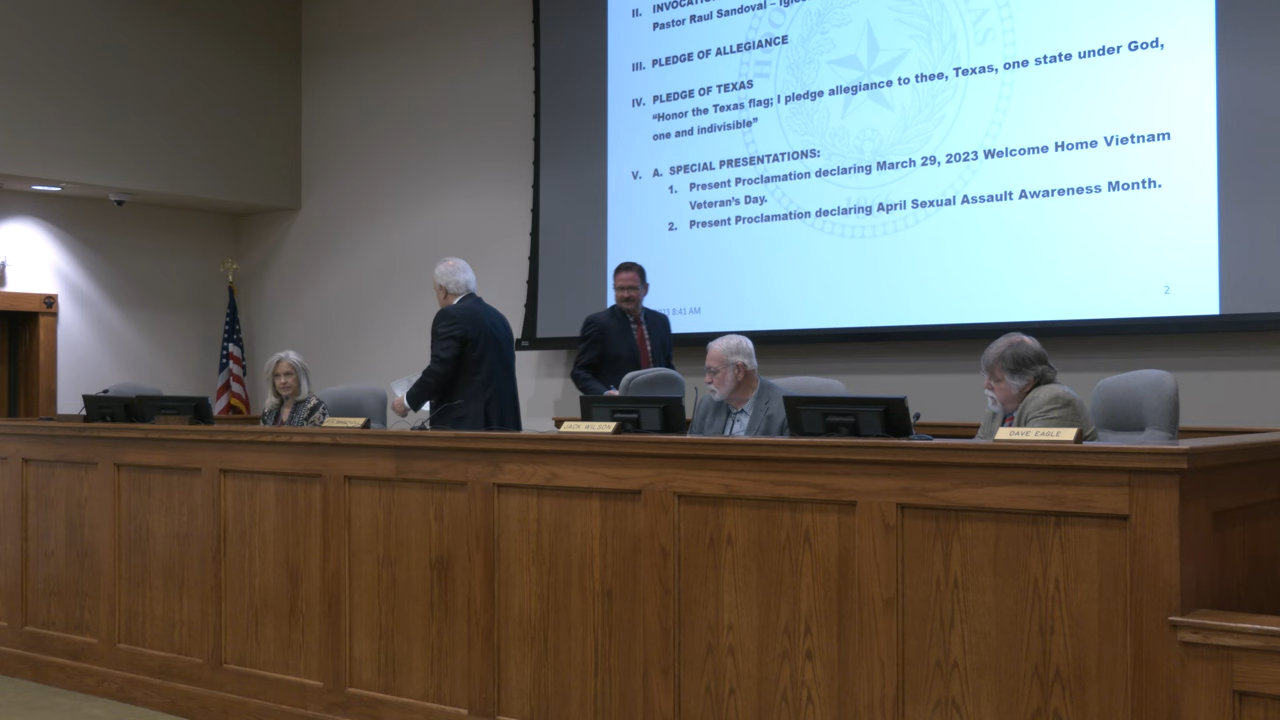 II. INVOCATION
Pastor Raul Sandoval – Iglesia
III. PLEDGE OF ALLEGIANCE
IV. PLEDGE OF TEXAS
“Honor the Texas flag; I pledge allegiance to thee, Texas, one state under God,
one and indivisible”
V. A. SPECIAL PRESENTATIONS:
1. Present Proclamation declaring March 29, 2023 Welcome Home Vietnam
Veteran’s Day.
2. Present Proclamation declaring April Sexual Assault Awareness Month.
8:41 AM
2
JACK WILSON
DAVE EAGLE